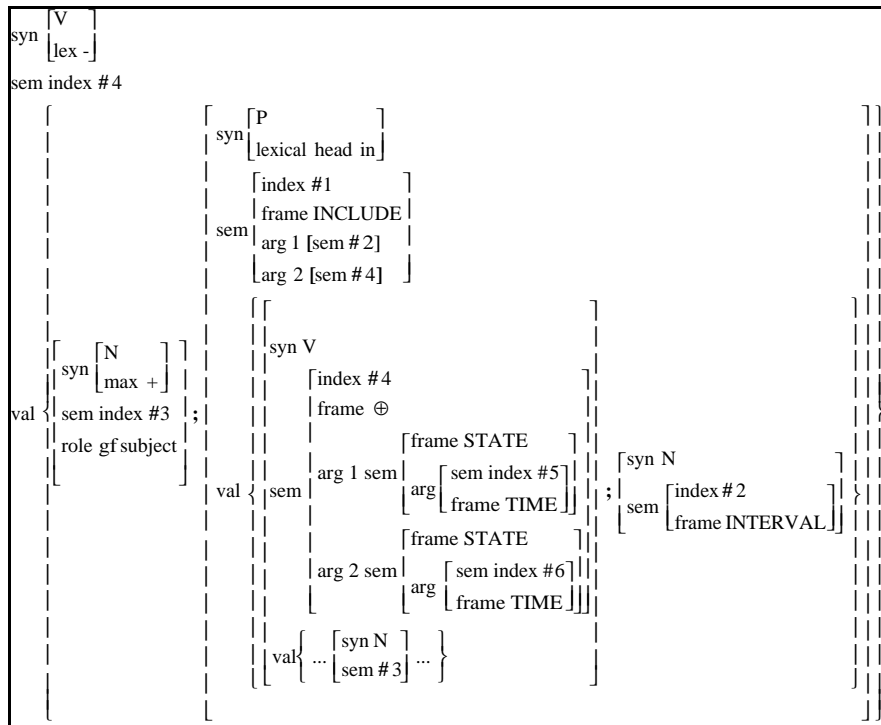 syn [V
lex -]
sem index #4
syn [P
lexical head in]
sem [index #1
frame INCLUDE
arg 1 [sem #2]
arg 2 [sem #4]]
val { [syn [N
max +]
sem index #3
role gf subject] ;
val { [syn V
sem [index #4
frame ⊕
arg 1 sem [frame STATE
arg [sem index #5
frame TIME]]
arg 2 sem [frame STATE
arg [sem index #6
frame TIME]]]
val { ... [syn N
sem #3] ... }] ;
[syn N
sem [index #2
frame INTERVAL]] } }